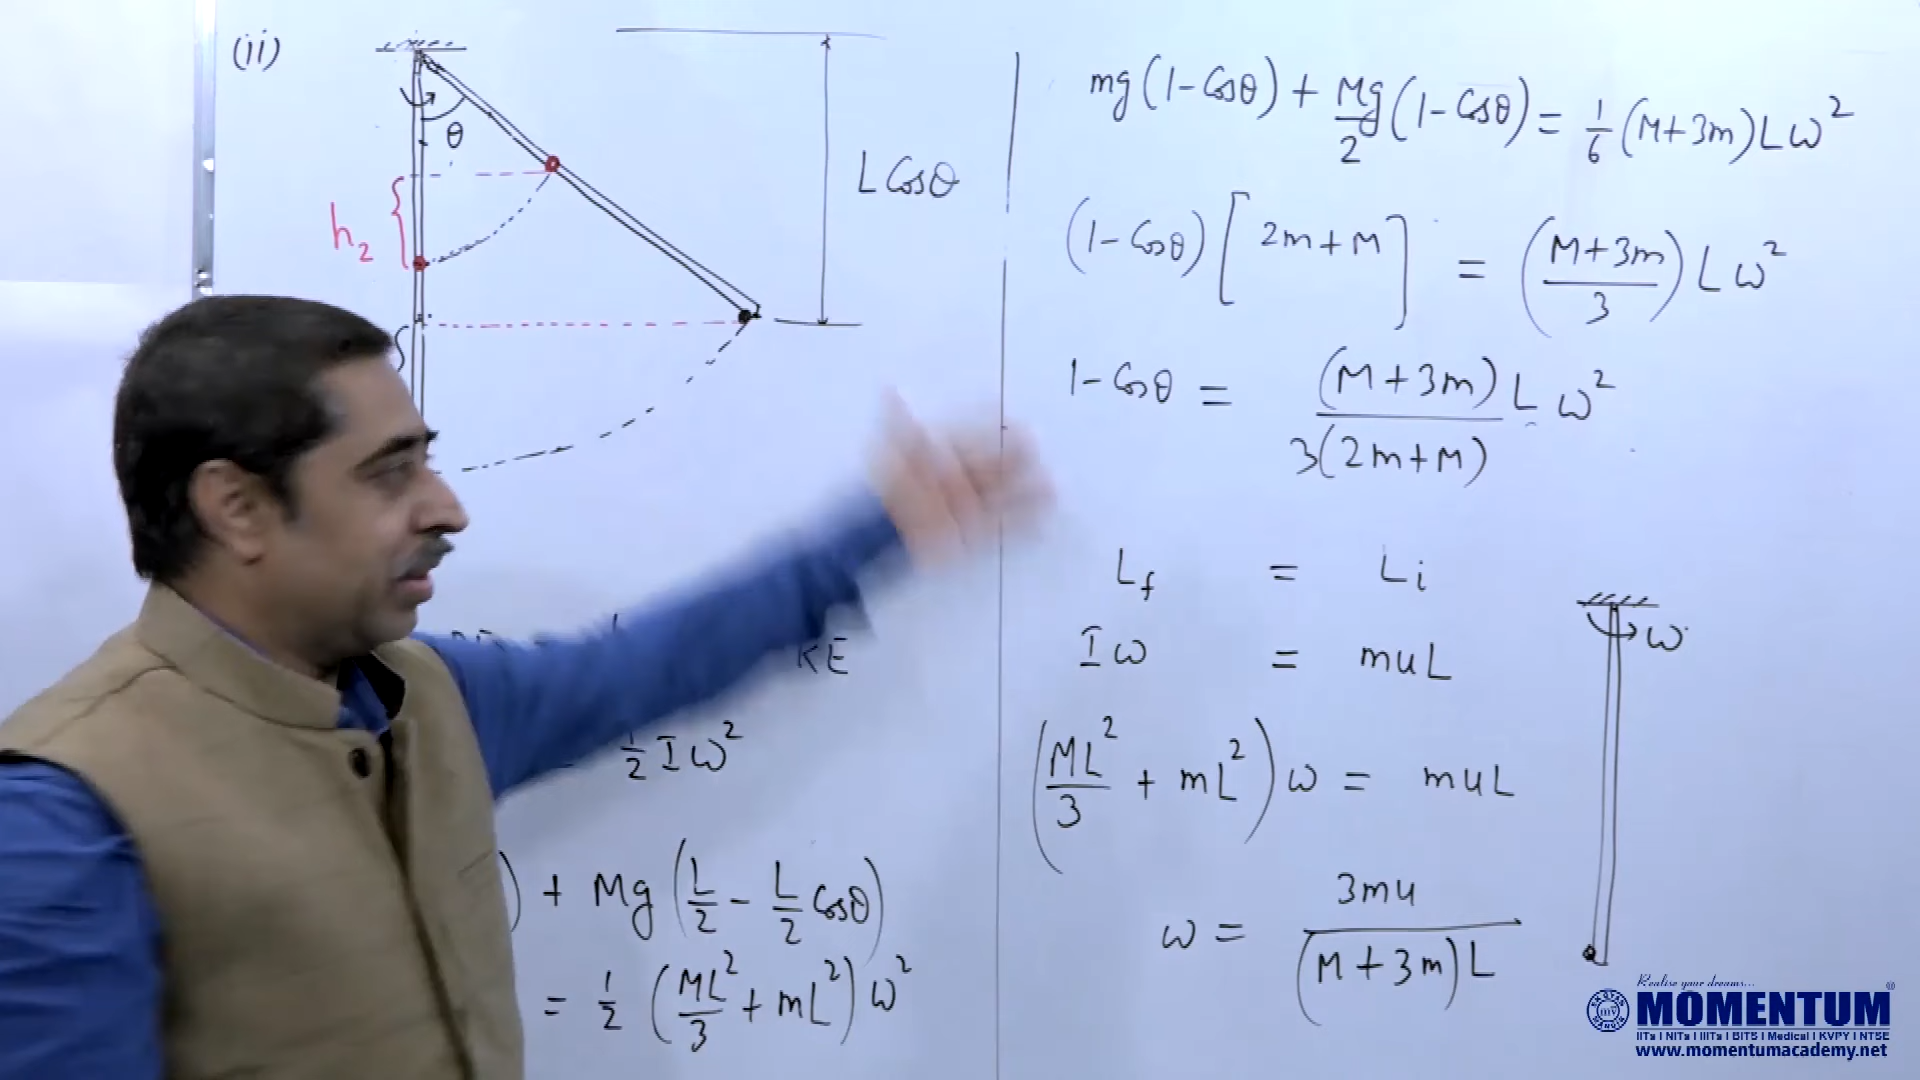 (ii)
θ
h₂
L Cosθ
KE
½ I ω²
) + Mg (L/2 - L/2 Cosθ)
= ½ (ML²/3 + mL²) ω²
mg (1-Cosθ) + Mg/2 (1-Cosθ) = 1/6 (M+3m) L ω²
(1-Cosθ) [2m+M] = ((M+3m)/3) L ω²
1-Cosθ = (M+3m)/3(2m+M) L ω²
L_f = L_i
I ω = muL
ω
(ML²/3 + mL²) ω = muL
ω = 3mu/(M+3m)L
Realise your dreams...
MOMENTUM®
IITs | NITs | IIITs | BITS | Medical | KVPY | NTSE
www.momentumacademy.net